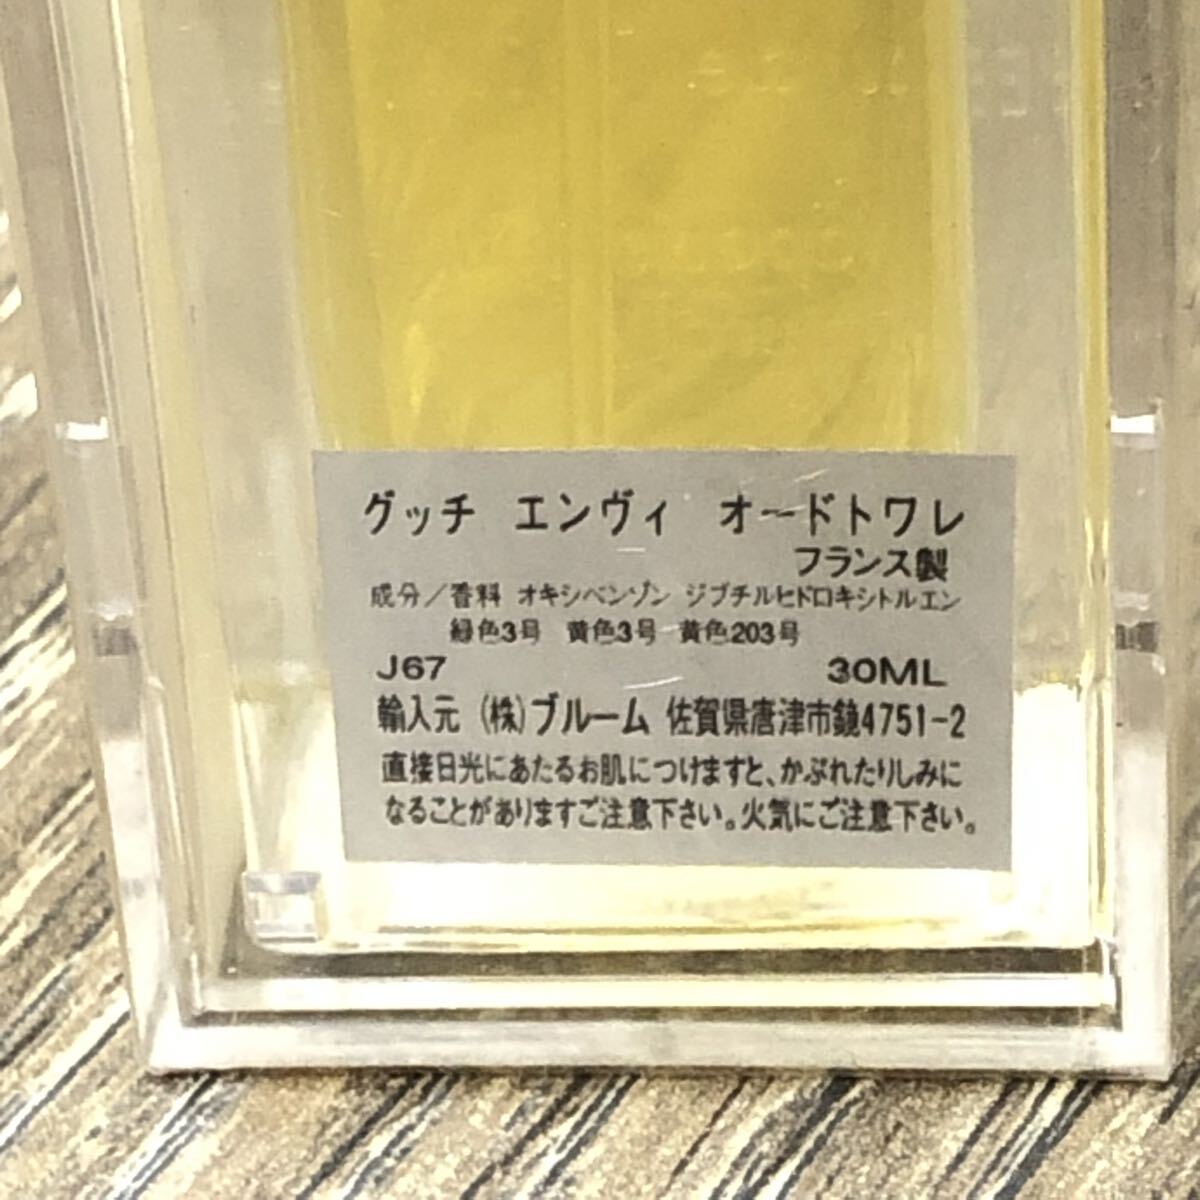 グッチ エンヴィ オードトワレ
フランス製
成分／香料 オキシベンゾン ジブチルヒドロキシトルエン
緑色3号 黄色3号 黄色203号
J67 30ML
輸入元 (株)ブルーム 佐賀県唐津市鏡4751-2
直接日光にあたるお肌につけますと、かぶれたりしみに
なることがありますご注意下さい。火気にご注意下さい。